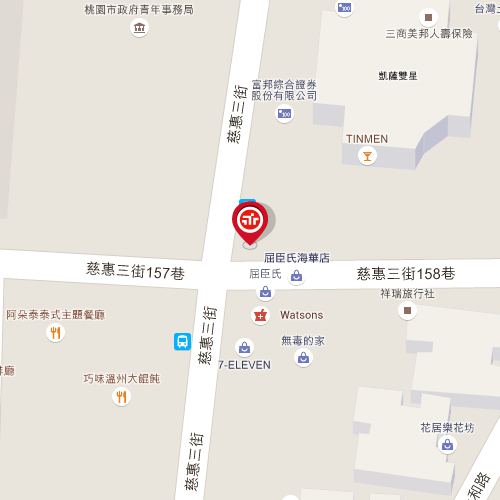 桃園市政府青年事務局
台灣土
三商美邦人壽保險
凱薩雙星
富邦綜合證券
股份有限公司
慈惠三街
TINMEN
屈臣氏海華店
慈惠三街157巷
屈臣氏
慈惠三街158巷
祥瑞旅行社
阿朵泰泰式主題餐廳
Watsons
慈惠三街
無毒的家
7-ELEVEN
啡廳
巧味溫州大餛飩
花居樂花坊
慈惠三街
和路